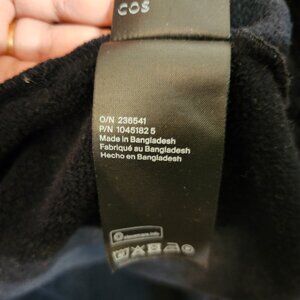 COS
O/N 236541
P/N 1045182 5
Made in Bangladesh
Fabriqué au Bangladesh
Hecho en Bangladesh